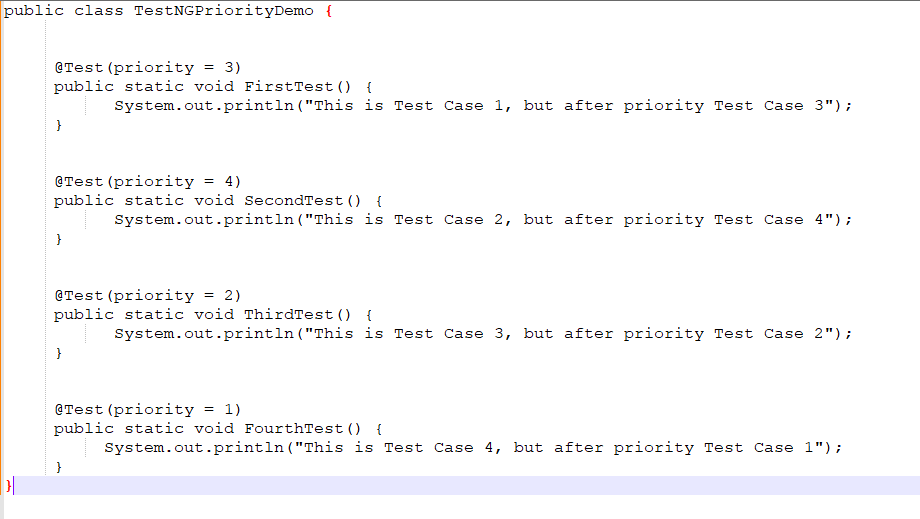 public class TestNGPriorityDemo {
@Test(priority = 3)
public static void FirstTest() {
System.out.println("This is Test Case 1, but after priority Test Case 3");
}
@Test(priority = 4)
public static void SecondTest() {
System.out.println("This is Test Case 2, but after priority Test Case 4");
}
@Test(priority = 2)
public static void ThirdTest() {
System.out.println("This is Test Case 3, but after priority Test Case 2");
}
@Test(priority = 1)
public static void FourthTest() {
System.out.println("This is Test Case 4, but after priority Test Case 1");
}
}